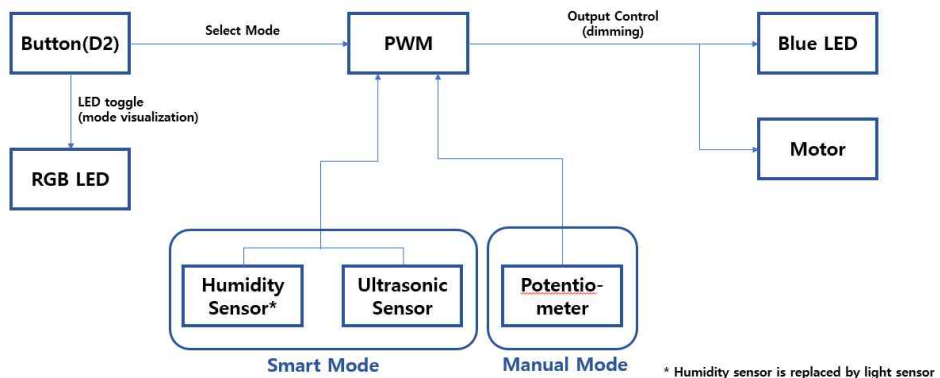 Button(D2)
Select Mode
PWM
Output Control
(dimming)
Blue LED
LED toggle
(mode visualization)
Motor
RGB LED
Humidity
Sensor*
Ultrasonic
Sensor
Potentio-
meter
Smart Mode
Manual Mode
* Humidity sensor is replaced by light sensor